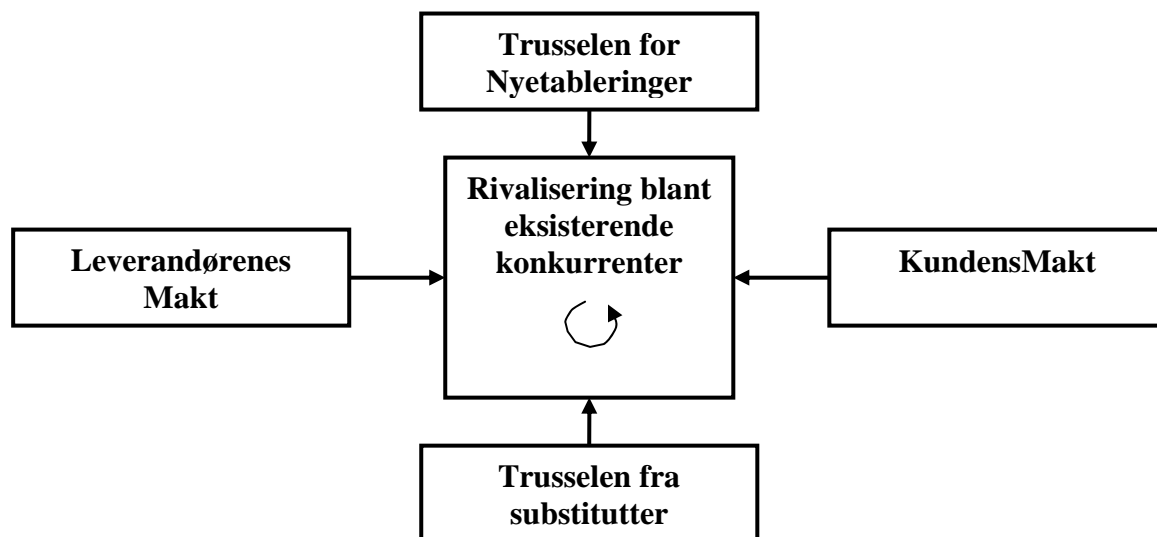 Trusselen for
Nyetableringer
Rivalisering blant
eksisterende
konkurrenter
Leverandørenes
Makt
KundensMakt
Trusselen fra
substitutter